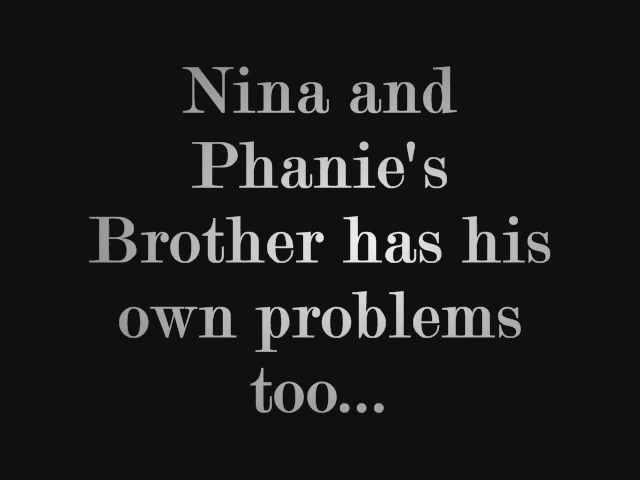 Nina and
Phanie's
Brother has his
own problems
too...